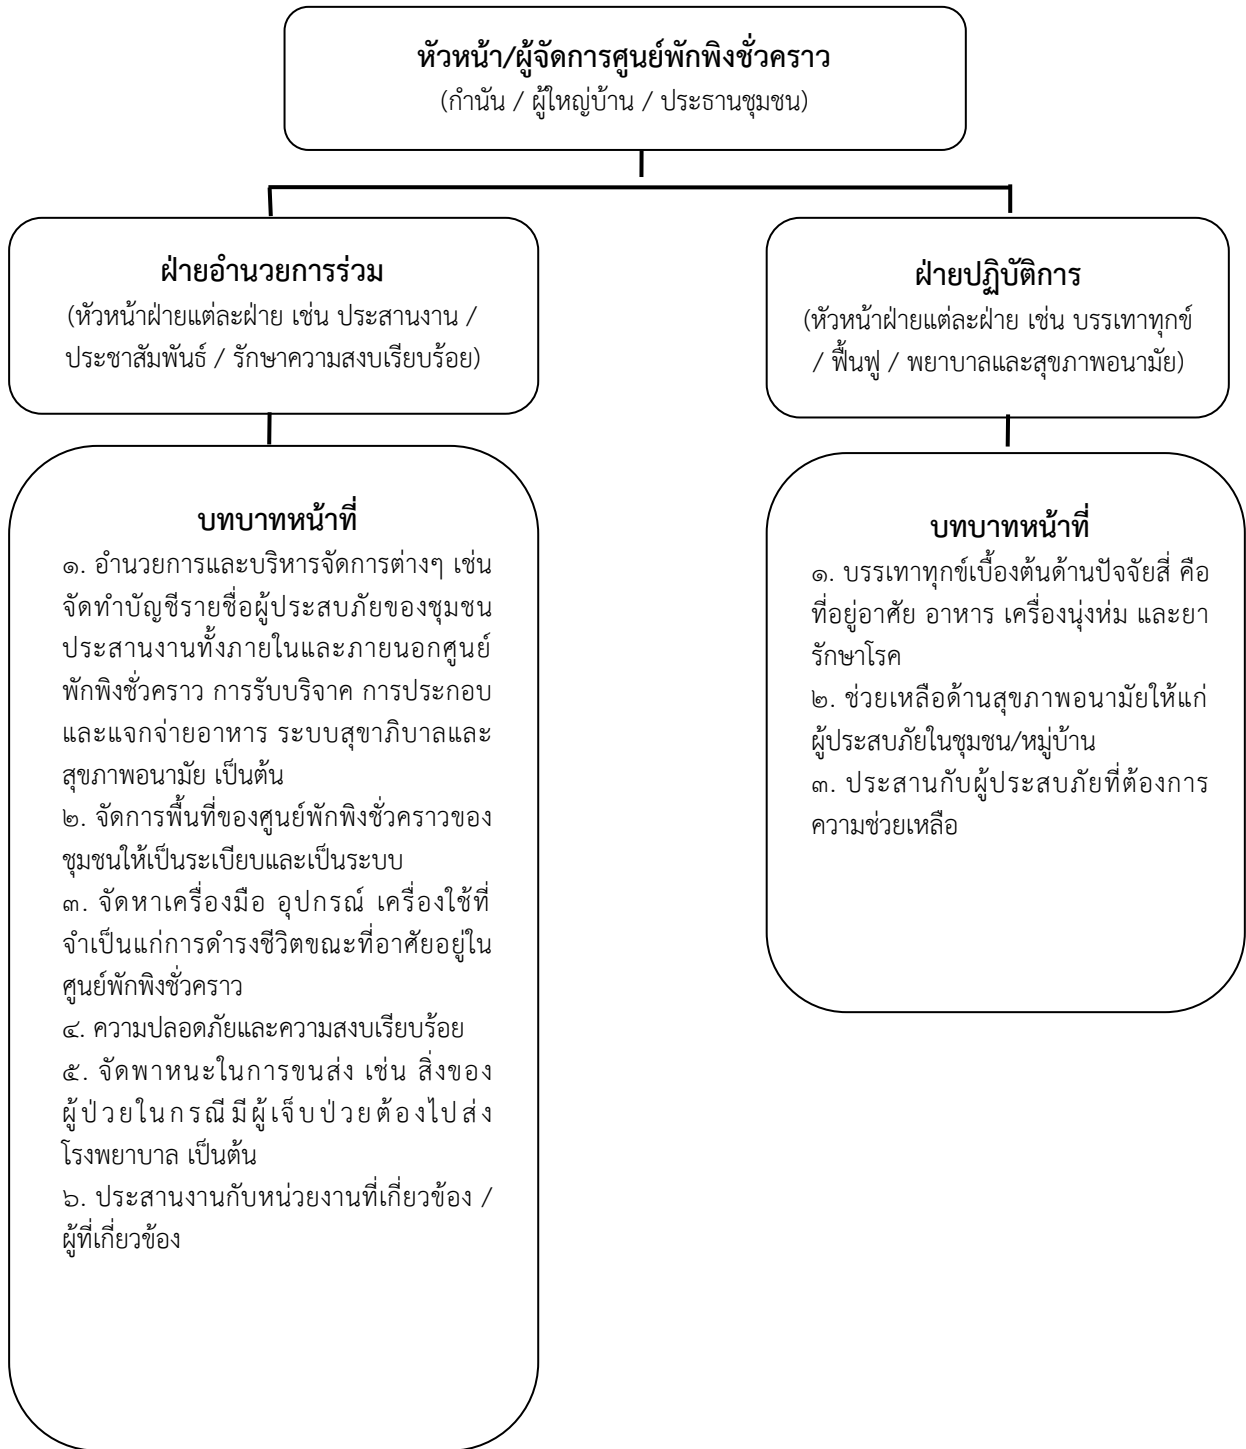 หัวหน้า/ผู้จัดการศูนย์พักพิงชั่วคราว
(กำนัน / ผู้ใหญ่บ้าน / ประธานชุมชน)
ฝ่ายอำนวยการร่วม
(หัวหน้าฝ่ายแต่ละฝ่าย เช่น ประสานงาน /
ประชาสัมพันธ์ / รักษาความสงบเรียบร้อย)
ฝ่ายปฏิบัติการ
(หัวหน้าฝ่ายแต่ละฝ่าย เช่น บรรเทาทุกข์
/ ฟื้นฟู / พยาบาลและสุขภาพอนามัย)
บทบาทหน้าที่
๑. อำนวยการและบริหารจัดการต่างๆ เช่น
จัดทำบัญชีรายชื่อผู้ประสบภัยของชุมชน
ประสานงานทั้งภายในและภายนอกศูนย์
พักพิงชั่วคราว การรับบริจาค การประกอบ
และแจกจ่ายอาหาร ระบบสุขาภิบาลและ
สุขภาพอนามัย เป็นต้น
๒. จัดการพื้นที่ของศูนย์พักพิงชั่วคราวของ
ชุมชนให้เป็นระเบียบและเป็นระบบ
๓. จัดหาเครื่องมือ อุปกรณ์ เครื่องใช้ที่
จำเป็นแก่การดำรงชีวิตขณะที่อาศัยอยู่ใน
ศูนย์พักพิงชั่วคราว
๔. ความปลอดภัยและความสงบเรียบร้อย
๕. จัดพาหนะในการขนส่ง เช่น สิ่งของ
ผู้ป่วยในกรณีมีผู้เจ็บป่วยต้องไปส่ง
โรงพยาบาล เป็นต้น
๖. ประสานงานกับหน่วยงานที่เกี่ยวข้อง /
ผู้ที่เกี่ยวข้อง
บทบาทหน้าที่
๑. บรรเทาทุกข์เบื้องต้นด้านปัจจัยสี่ คือ
ที่อยู่อาศัย อาหาร เครื่องนุ่งห่ม และยา
รักษาโรค
๒. ช่วยเหลือด้านสุขภาพอนามัยให้แก่
ผู้ประสบภัยในชุมชน/หมู่บ้าน
๓. ประสานกับผู้ประสบภัยที่ต้องการ
ความช่วยเหลือ